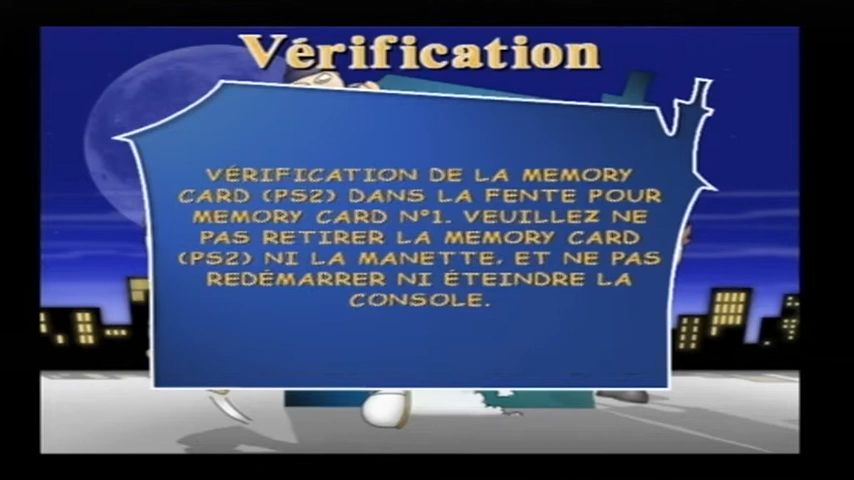 Vérification
VÉRIFICATION DE LA MEMORY
CARD (PS2) DANS LA FENTE POUR
MEMORY CARD N°1. VEUILLEZ NE
PAS RETIRER LA MEMORY CARD
(PS2) NI LA MANETTE, ET NE PAS
REDÉMARRER NI ÉTEINDRE LA
CONSOLE.